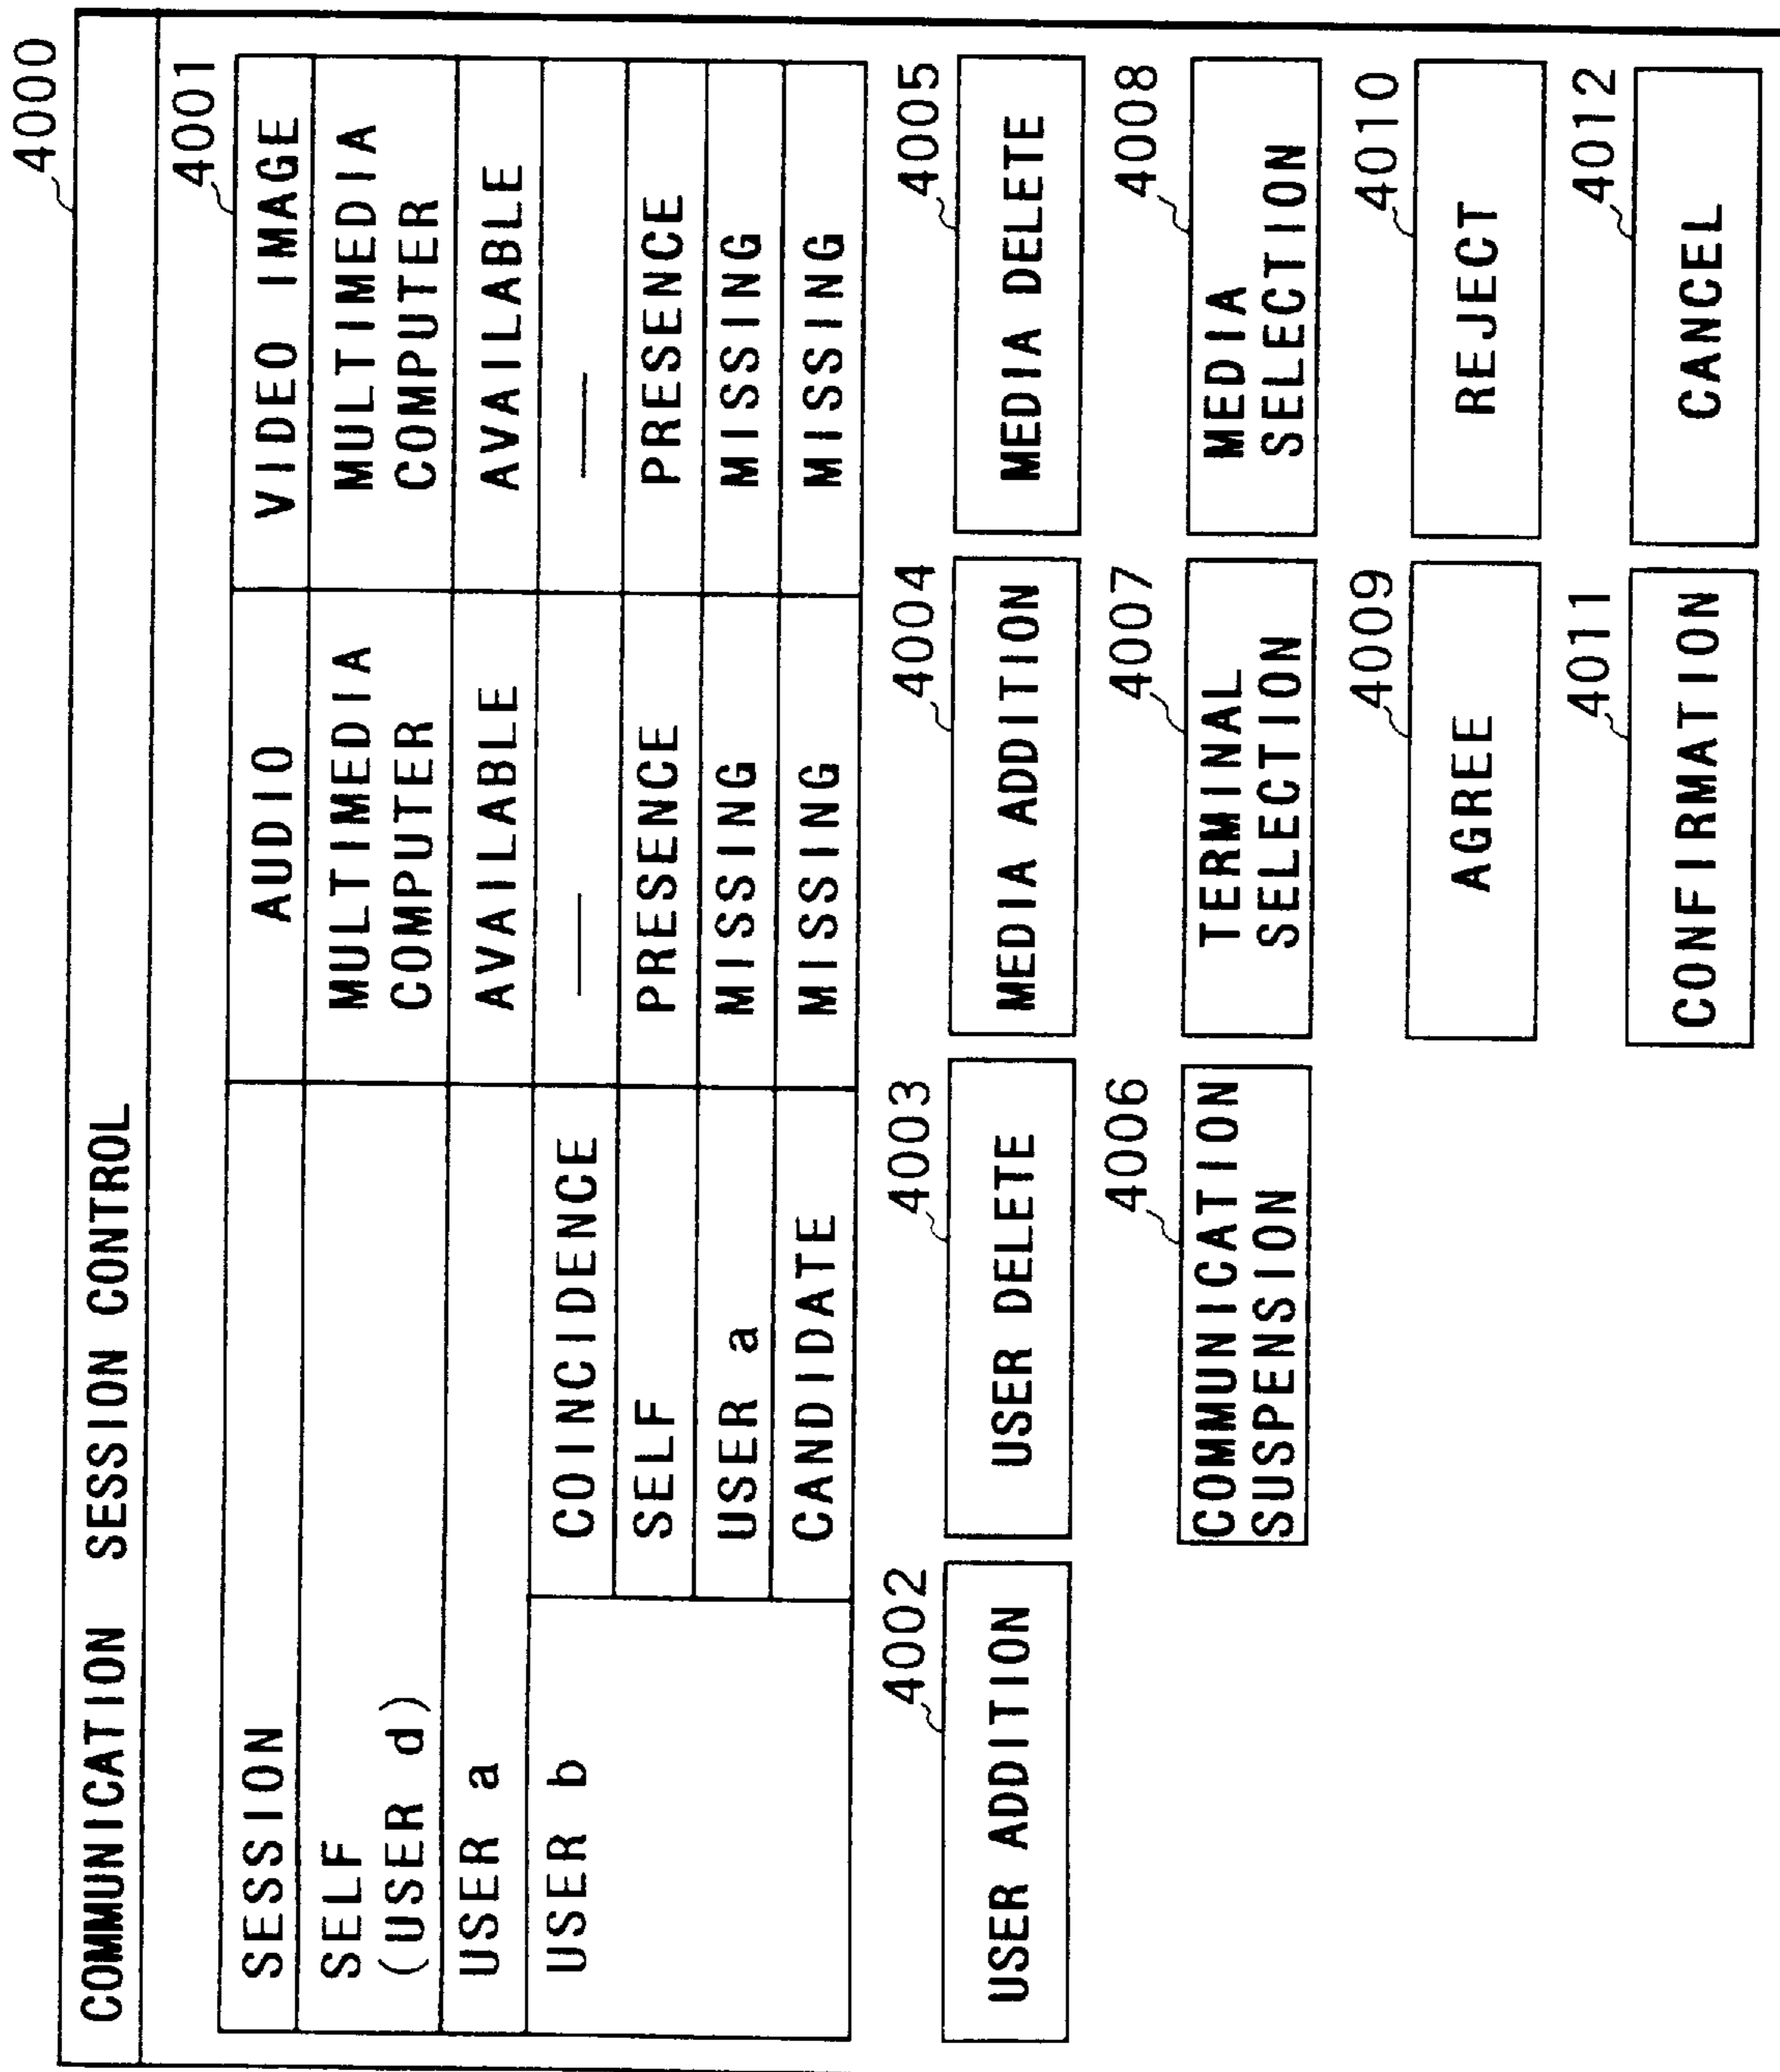 4000
COMMUNICATION SESSION CONTROL
4001
SESSION AUDIO VIDEO IMAGE
SELF (USER d) MULTIMEDIA COMPUTER MULTIMEDIA COMPUTER
USER a AVAILABLE AVAILABLE
USER b COINCIDENCE — —
SELF PRESENCE PRESENCE
USER a MISSING MISSING
CANDIDATE MISSING MISSING
4002 4003 4004 4005
USER ADDITION USER DELETE MEDIA ADDITION MEDIA DELETE
4006 4007 4008
COMMUNICATION SUSPENSION TERMINAL SELECTION MEDIA SELECTION
4009 4010
AGREE REJECT
4011 4012
CONFIRMATION CANCEL